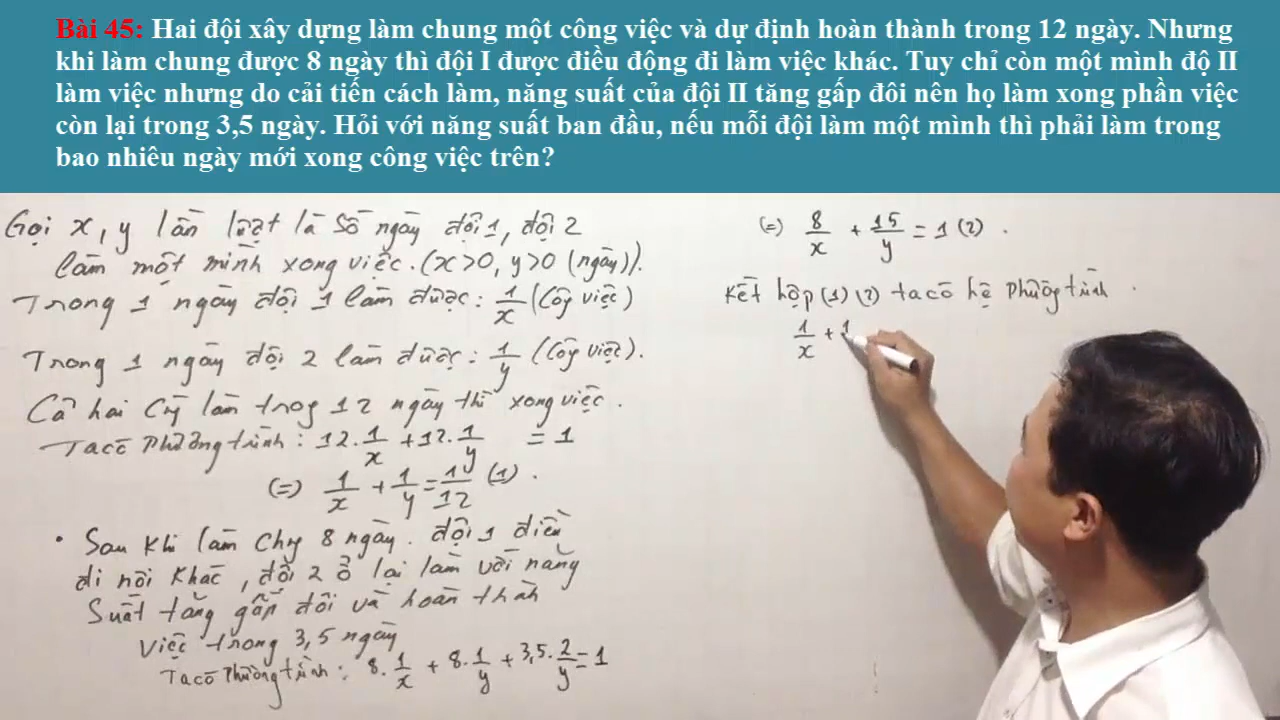 Bài 45: Hai đội xây dựng làm chung một công việc và dự định hoàn thành trong 12 ngày. Nhưng
khi làm chung được 8 ngày thì đội I được điều động đi làm việc khác. Tuy chỉ còn một mình độ II
làm việc nhưng do cải tiến cách làm, năng suất của đội II tăng gấp đôi nên họ làm xong phần việc
còn lại trong 3,5 ngày. Hỏi với năng suất ban đầu, nếu mỗi đội làm một mình thì phải làm trong
bao nhiêu ngày mới xong công việc trên?
Gọi x, y lần lượt là số ngày đội 1, đội 2
làm một mình xong việc. (x>0, y>0 (ngày)).
Trong 1 ngày đội 1 làm được: 1/x (Côg việc)
Trong 1 ngày đội 2 làm được: 1/y (Côg việc).
Cả hai Cùg làm trog 12 ngày thì xong việc.
Ta có Phương trình: 12.1/x + 12.1/y = 1
(=) 1/x + 1/y = 1/12 (1).
• Sau khi làm chug 8 ngày. đội 1 điều
đi nơi khác, đội 2 ở lại làm với năng
Suất tăng gấp đôi và hoàn thàh
Việc trong 3,5 ngày
Ta có Phương trình: 8.1/x + 8.1/y + 3,5.2/y = 1
(=) 8/x + 15/y = 1 (2).
Kết hợp (1) (2) ta có hệ Phương trình
1/x + 1